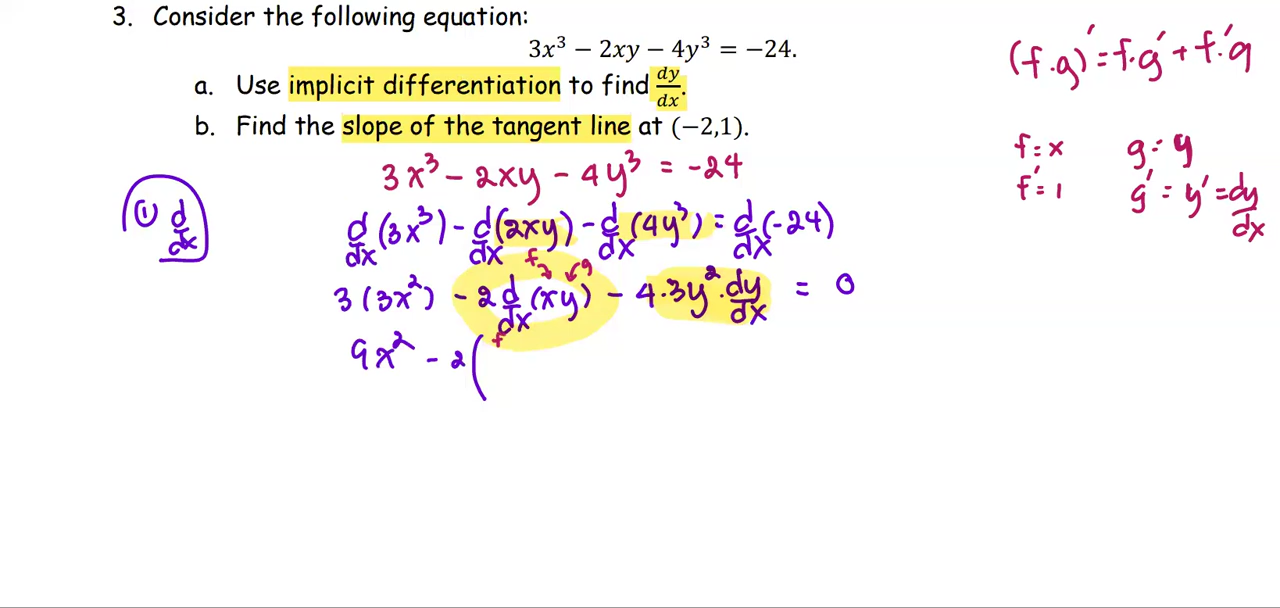 3. Consider the following equation:
3x³ − 2xy − 4y³ = −24.
a. Use implicit differentiation to find dy/dx.
b. Find the slope of the tangent line at (−2,1).
(f·g)' = f·g' + f'·g
f = x g = y
f' = 1 g' = y' = dy/dx
3x³ − 2xy − 4y³ = −24
① d/dx
d/dx (3x³) − d/dx (2xy) − d/dx (4y³) = d/dx (−24)
f g
3(3x²) − 2 d/dx (xy) − 4·3y²· dy/dx = 0
f
9x² − 2(